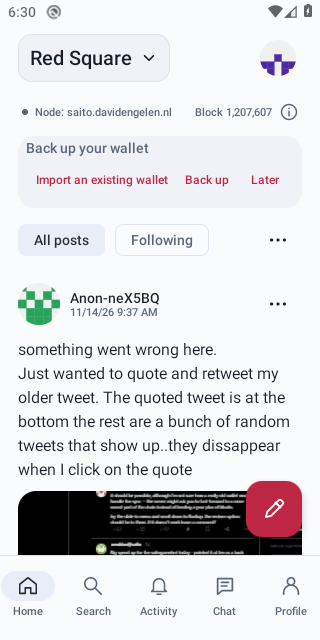 6:30
Red Square
Node: saito.davidengelen.nl Block 1,207,607
Back up your wallet
Import an existing wallet Back up Later
All posts Following
Anon-neX5BQ
11/14/26 9:37 AM
something went wrong here.
Just wanted to quote and retweet my
older tweet. The quoted tweet is at the
bottom the rest are a bunch of random
tweets that show up..they dissappear
when I click on the quote
Home Search Activity Chat Profile